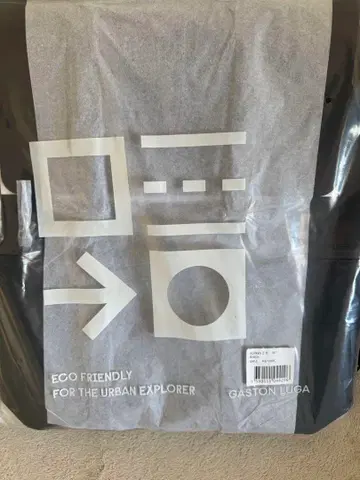 ECO FRIENDLY
FOR THE URBAN EXPLORER
GASTON LUGA